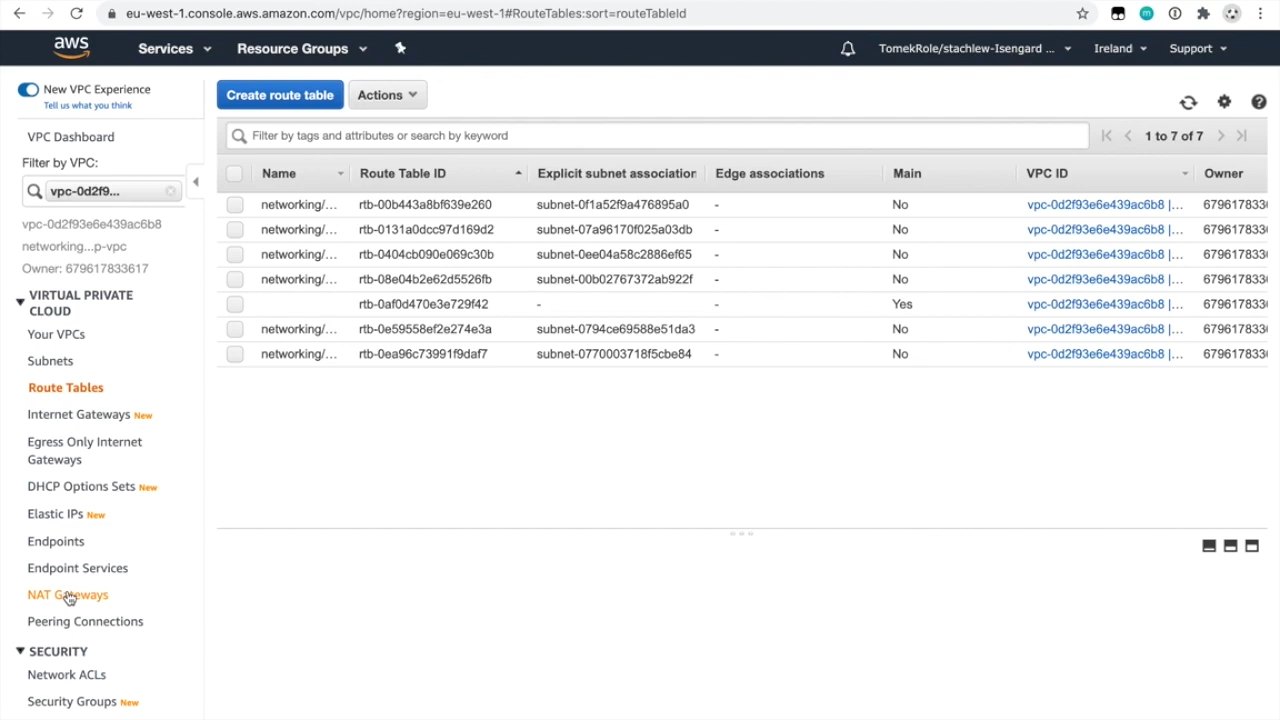 eu-west-1.console.aws.amazon.com/vpc/home?region=eu-west-1#RouteTables:sort=routeTableId
aws Services Resource Groups TomekRole/stachlew-Isengard ... Ireland Support
New VPC Experience
Tell us what you think
VPC Dashboard
Filter by VPC:
vpc-0d2f9...
vpc-0d2f93e6e439ac6b8
networking...p-vpc
Owner: 679617833617
VIRTUAL PRIVATE
CLOUD
Your VPCs
Subnets
Route Tables
Internet Gateways New
Egress Only Internet
Gateways
DHCP Options Sets New
Elastic IPs New
Endpoints
Endpoint Services
NAT Gateways
Peering Connections
SECURITY
Network ACLs
Security Groups New
Create route table Actions
Filter by tags and attributes or search by keyword 1 to 7 of 7
Name Route Table ID Explicit subnet association Edge associations Main VPC ID Owner
networking/... rtb-00b443a8bf639e260 subnet-0f1a52f9a476895a0 - No vpc-0d2f93e6e439ac6b8 |...6796178336
networking/... rtb-0131a0dcc97d169d2 subnet-07a96170f025a03db - No vpc-0d2f93e6e439ac6b8 |... 6796178336
networking/... rtb-0404cb090e069c30b subnet-0ee04a58c2886ef65 - No vpc-0d2f93e6e439ac6b8 |... 6796178336
networking/... rtb-08e04b2e62d5526fb subnet-00b02767372ab922f - No vpc-0d2f93e6e439ac6b8 |... 6796178336
rtb-0af0d470e3e729f42 - - Yes vpc-0d2f93e6e439ac6b8 |... 6796178336
networking/... rtb-0e59558ef2e274e3a subnet-0794ce69588e51da3 - No vpc-0d2f93e6e439ac6b8 |... 6796178336
networking/... rtb-0ea96c73991f9daf7 subnet-0770003718f5cbe84 - No vpc-0d2f93e6e439ac6b8 |... 6796178336